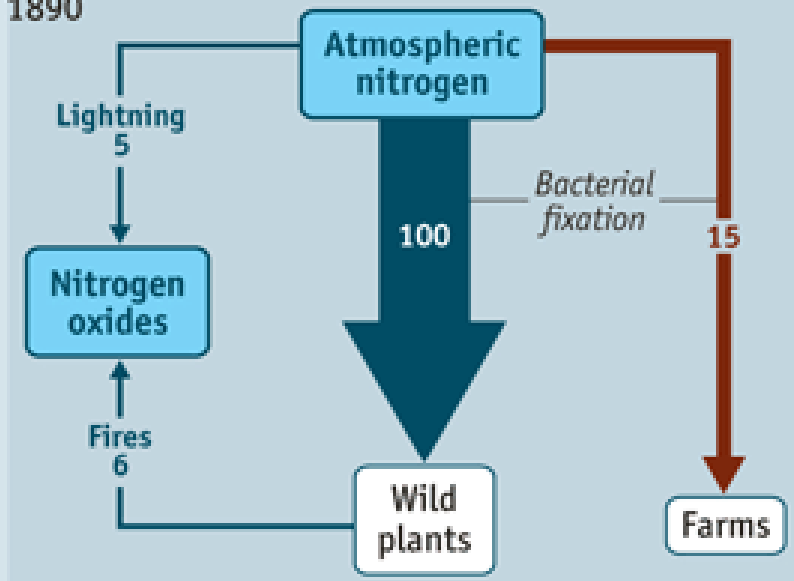 1890
Atmospheric
nitrogen
Lightning
5
Bacterial
fixation
100
15
Nitrogen
oxides
Fires
6
Wild
plants
Farms